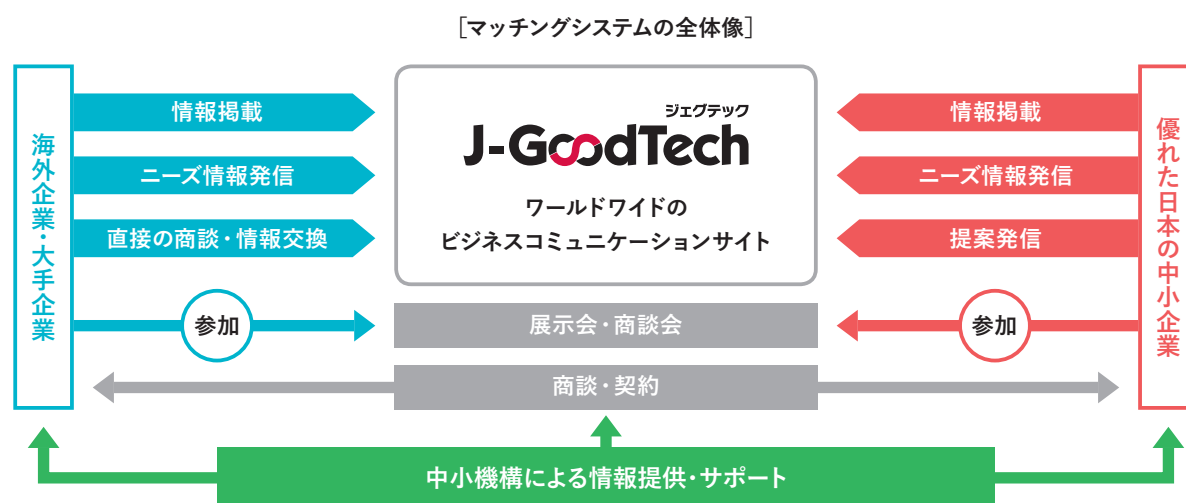 ［マッチングシステムの全体像］
海外企業・大手企業
情報掲載
ニーズ情報発信
直接の商談・情報交換
参加
ジェグテック
J-GoodTech
ワールドワイドの
ビジネスコミュニケーションサイト
展示会・商談会
商談・契約
情報掲載
ニーズ情報発信
提案発信
参加
優れた日本の中小企業
中小機構による情報提供・サポート